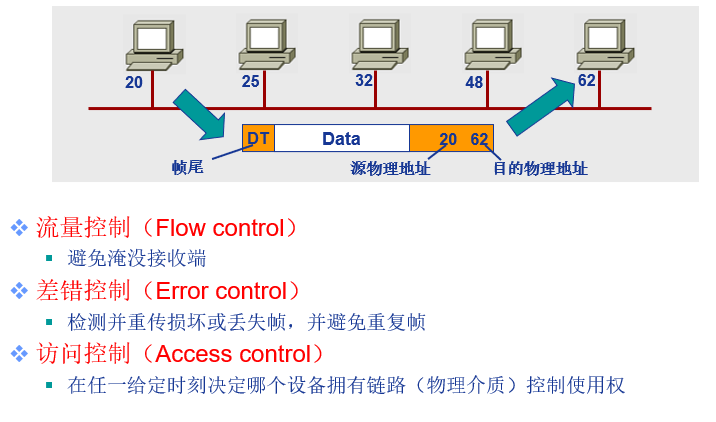 20 25 32 48 62
DT Data 20 62
帧尾 源物理地址 目的物理地址
流量控制（Flow control）
避免淹没接收端
差错控制（Error control）
检测并重传损坏或丢失帧，并避免重复帧
访问控制（Access control）
在任一给定时刻决定哪个设备拥有链路（物理介质）控制使用权